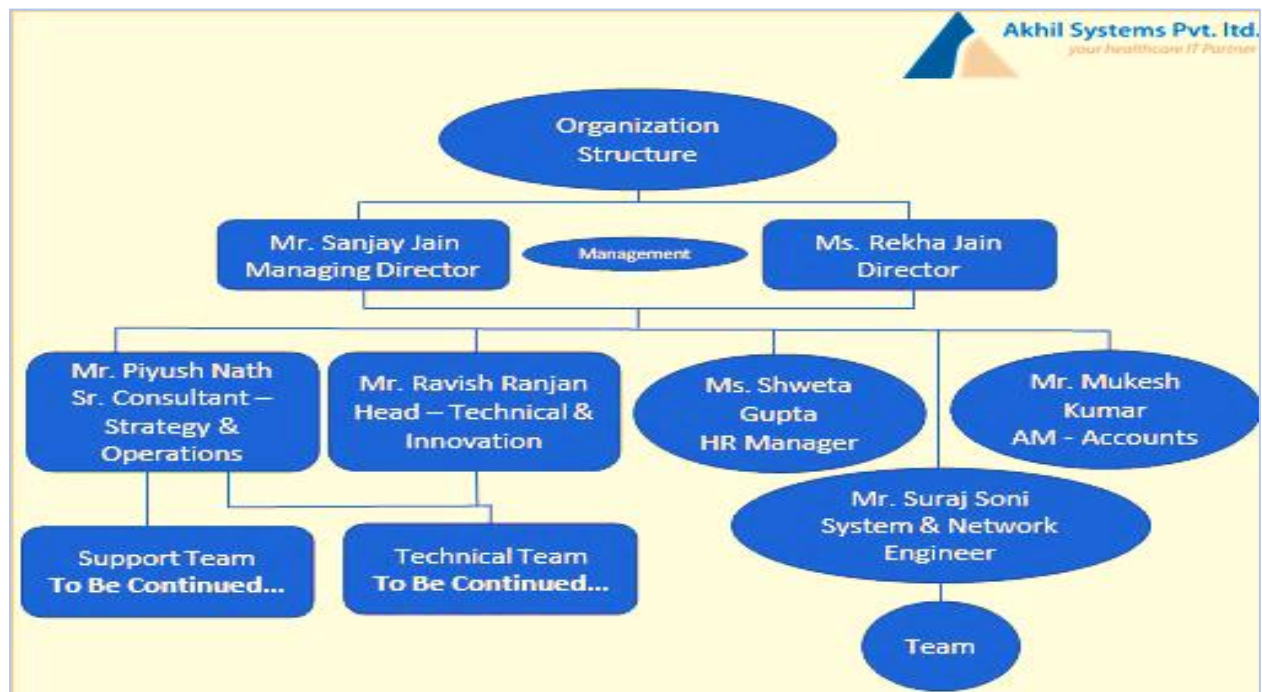 Akhil Systems Pvt. ltd.
your healthcare IT Partner
Organization
Structure
Mr. Sanjay Jain
Managing Director
Management
Ms. Rekha Jain
Director
Mr. Piyush Nath
Sr. Consultant –
Strategy &
Operations
Mr. Ravish Ranjan
Head – Technical &
Innovation
Ms. Shweta
Gupta
HR Manager
Mr. Mukesh
Kumar
AM - Accounts
Mr. Suraj Soni
System & Network
Engineer
Support Team
To Be Continued...
Technical Team
To Be Continued...
Team